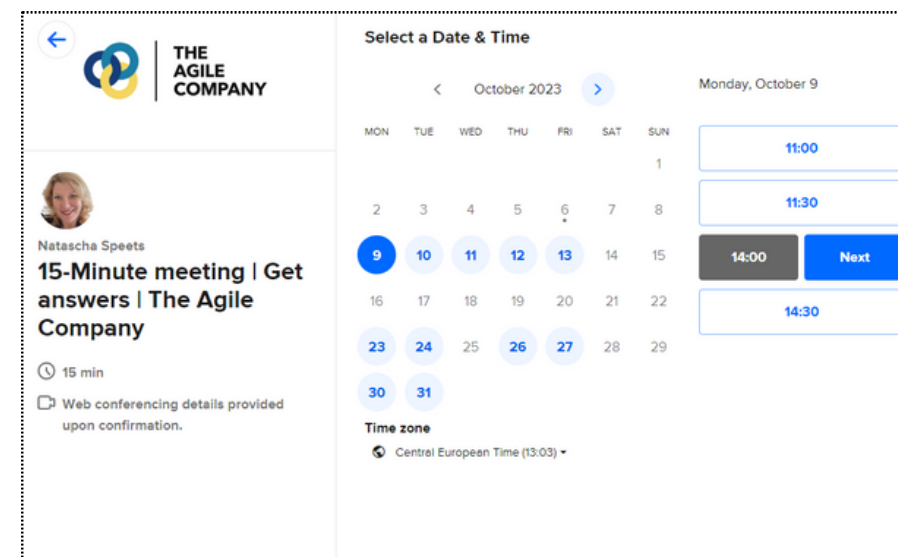 THE
AGILE
COMPANY
Natascha Speets
15-Minute meeting | Get
answers | The Agile
Company
15 min
Web conferencing details provided
upon confirmation.
Select a Date & Time
October 2023
MON TUE WED THU FRI SAT SUN
1
2 3 4 5 6 7 8
9 10 11 12 13 14 15
16 17 18 19 20 21 22
23 24 25 26 27 28 29
30 31
Time zone
Central European Time (13:03)
Monday, October 9
11:00
11:30
14:00 Next
14:30